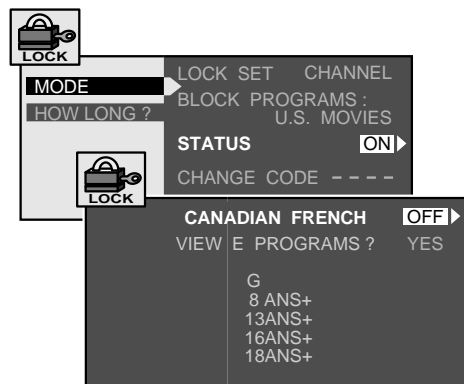 LOCK
MODE
HOW LONG ?
LOCK SET CHANNEL
BLOCK PROGRAMS :
U.S. MOVIES
STATUS ON
CHANGE CODE – – – –
LOCK
CANADIAN FRENCH OFF
VIEW E PROGRAMS ? YES
G
8 ANS+
13ANS+
16ANS+
18ANS+